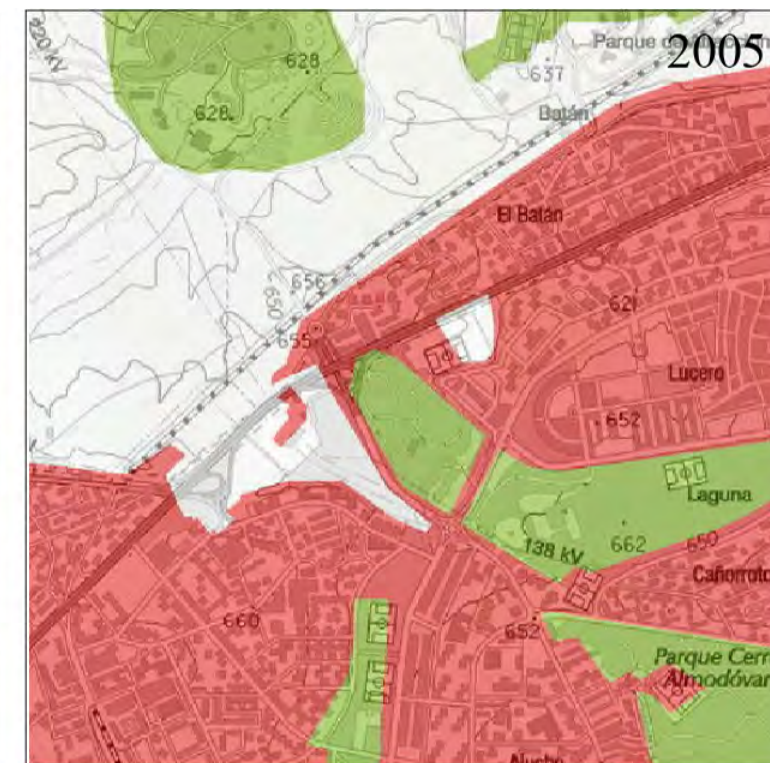 220 kV
628
628
637
Parque de
2005
Batán
El Batán
656
650
655
621
Lucero
652
Laguna
138 kV
662
650
Cañorroto
660
652
Parque Cerr
Almodóvar
Aluche